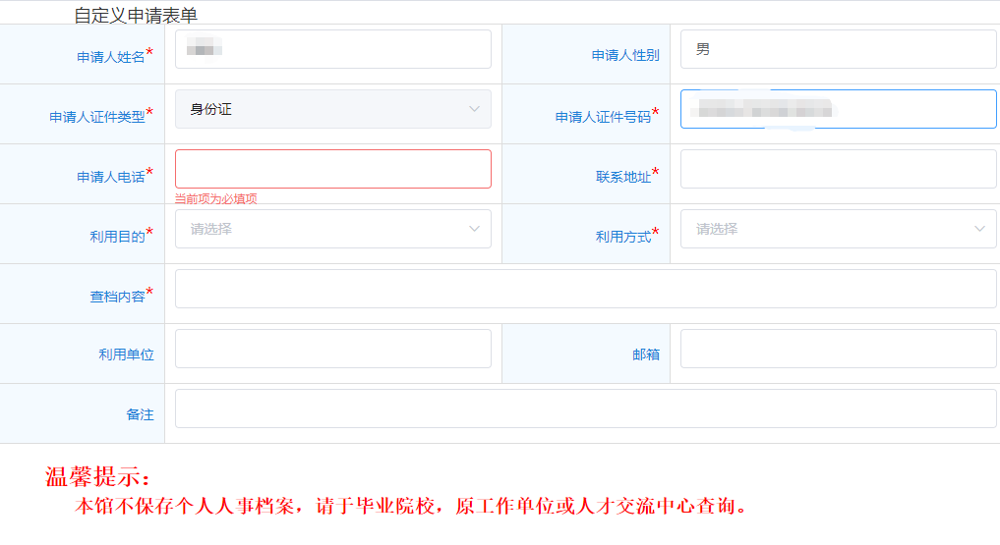 自定义申请表单
申请人姓名*
申请人性别 男
申请人证件类型* 身份证
申请人证件号码*
申请人电话*
当前项为必填项
联系地址*
利用目的* 请选择
利用方式* 请选择
查档内容*
利用单位
邮箱
备注
温馨提示：
本馆不保存个人人事档案，请于毕业院校，原工作单位或人才交流中心查询。